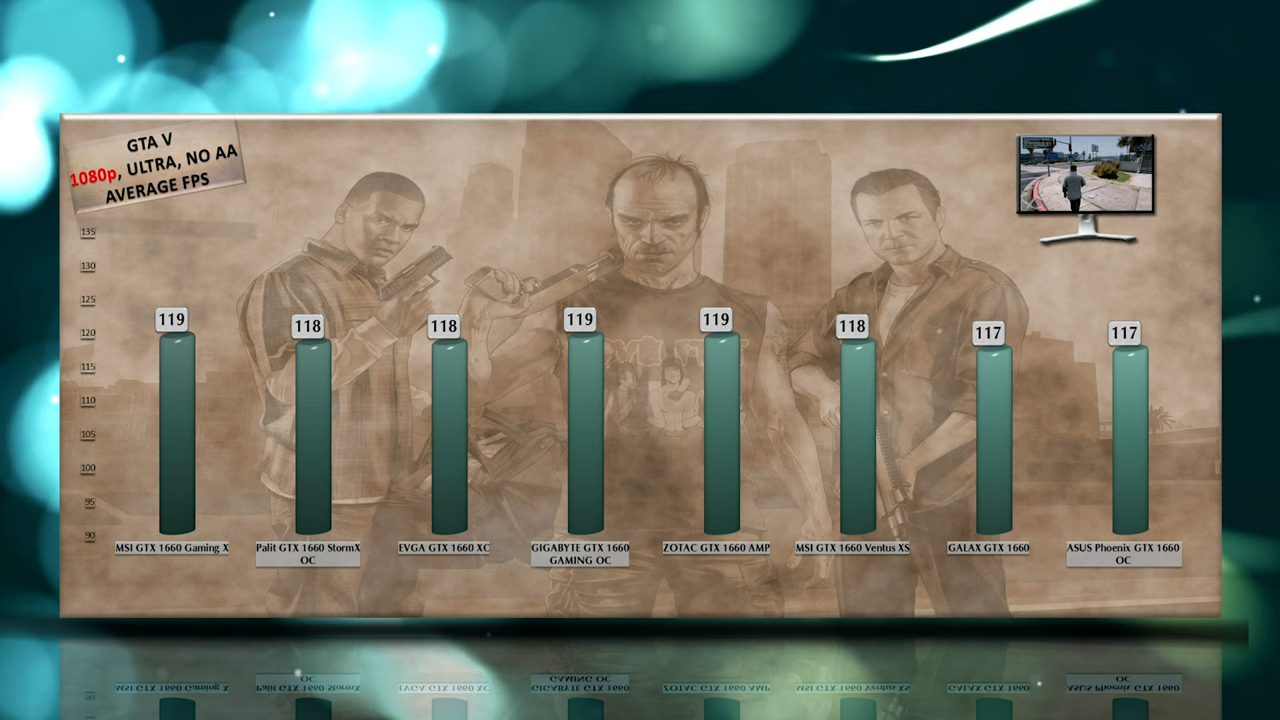 GTA V
1080p, ULTRA, NO AA
AVERAGE FPS
135
130
125
120
115
110
105
100
95
90
119
118
118
119
119
118
117
117
MSI GTX 1660 Gaming X
Palit GTX 1660 StormX
OC
EVGA GTX 1660 XC
GIGABYTE GTX 1660
GAMING OC
ZOTAC GTX 1660 AMP
MSI GTX 1660 Ventus XS
GALAX GTX 1660
ASUS Phoenix GTX 1660
OC